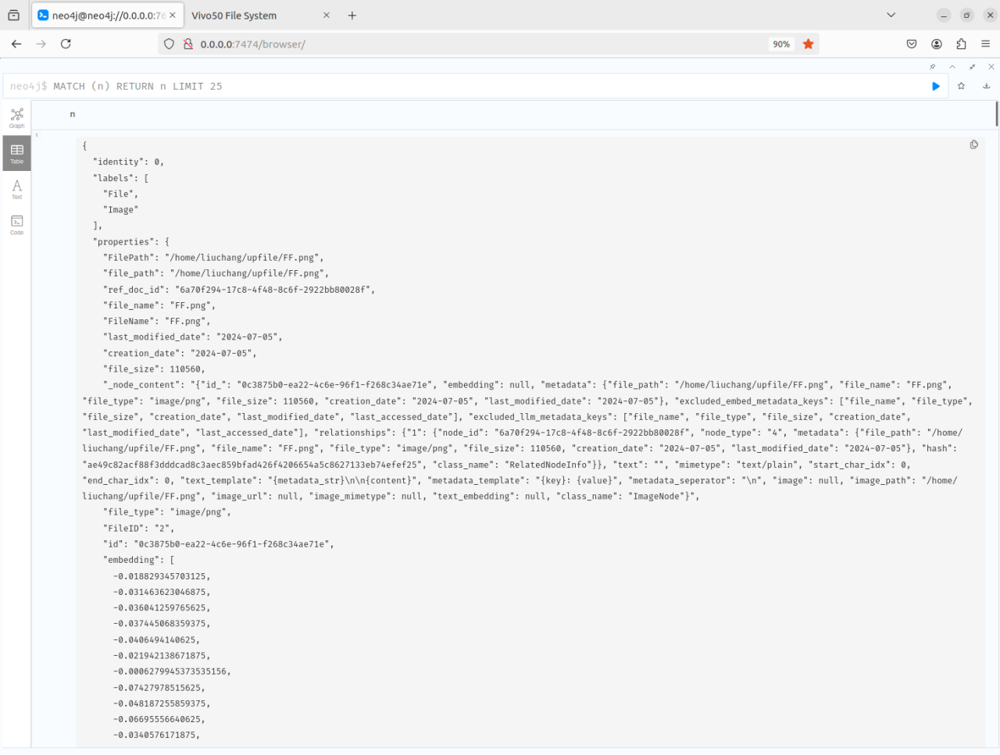 neo4j@neo4j://0.0.0.0:76
Vivo50 File System
0.0.0.0:7474/browser/
90%
neo4j$ MATCH (n) RETURN n LIMIT 25
Graph
Table
Text
Code
n
{
"identity": 0,
"labels": [
"File",
"Image"
],
"properties": {
"FilePath": "/home/liuchang/upfile/FF.png",
"file_path": "/home/liuchang/upfile/FF.png",
"ref_doc_id": "6a70f294-17c8-4f48-8c6f-2922bb80028f",
"file_name": "FF.png",
"FileName": "FF.png",
"last_modified_date": "2024-07-05",
"creation_date": "2024-07-05",
"file_size": 110560,
"_node_content": "{"id_": "0c3875b0-ea22-4c6e-96f1-f268c34ae71e", "embedding": null, "metadata": {"file_path": "/home/liuchang/upfile/FF.png", "file_name": "FF.png",
"file_type": "image/png", "file_size": 110560, "creation_date": "2024-07-05", "last_modified_date": "2024-07-05"}, "excluded_embed_metadata_keys": ["file_name", "file_type",
"file_size", "creation_date", "last_modified_date", "last_accessed_date"], "excluded_llm_metadata_keys": ["file_name", "file_type", "file_size", "creation_date",
"last_modified_date", "last_accessed_date"], "relationships": {"1": {"node_id": "6a70f294-17c8-4f48-8c6f-2922bb80028f", "node_type": "4", "metadata": {"file_path": "/home/
liuchang/upfile/FF.png", "file_name": "FF.png", "file_type": "image/png", "file_size": 110560, "creation_date": "2024-07-05", "last_modified_date": "2024-07-05"}, "hash":
"ae49c82acf88f3dddcad8c3aec859bfad426f4206654a5c8627133eb74efef25", "class_name": "RelatedNodeInfo"}}, "text": "", "mimetype": "text/plain", "start_char_idx": 0,
"end_char_idx": 0, "text_template": "{metadata_str}\n\n{content}", "metadata_template": "{key}: {value}", "metadata_seperator": "\n", "image": null, "image_path": "/home/
liuchang/upfile/FF.png", "image_url": null, "image_mimetype": null, "text_embedding": null, "class_name": "ImageNode"}",
"file_type": "image/png",
"FileID": "2",
"id": "0c3875b0-ea22-4c6e-96f1-f268c34ae71e",
"embedding": [
-0.018829345703125,
-0.031463623046875,
-0.036041259765625,
-0.037445068359375,
-0.0406494140625,
-0.021942138671875,
-0.0006279945373535156,
-0.07427978515625,
-0.048187255859375,
-0.06695556640625,
-0.0340576171875,